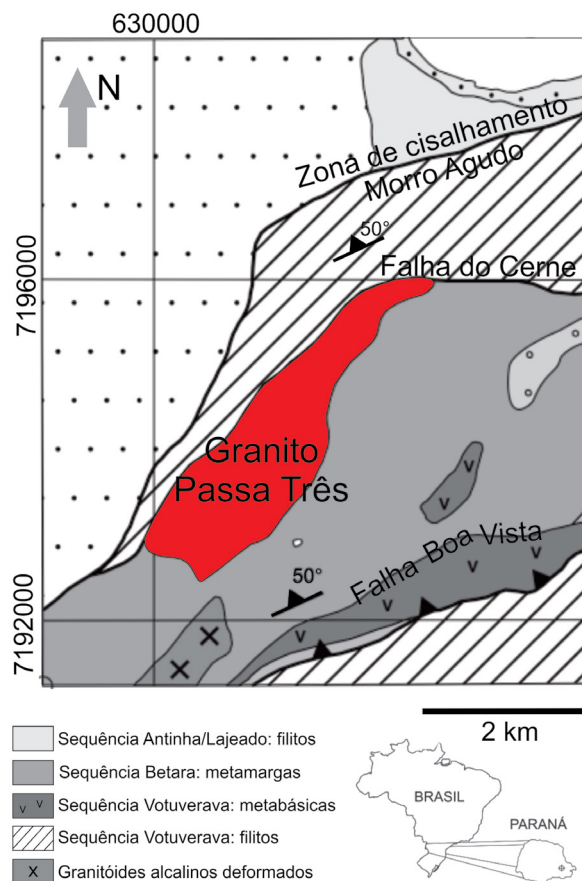 630000
N
Zona de cisalhamento
Morro Agudo
50°
Falha do Cerne
7196000
Granito
Passa Três
Falha Boa Vista
50°
7192000
2 km
Sequência Antinha/Lajeado: filitos
Sequência Betara: metamargas
v v Sequência Votuverava: metabásicas
Sequência Votuverava: filitos
x Granitóides alcalinos deformados
BRASIL
PARANÁ